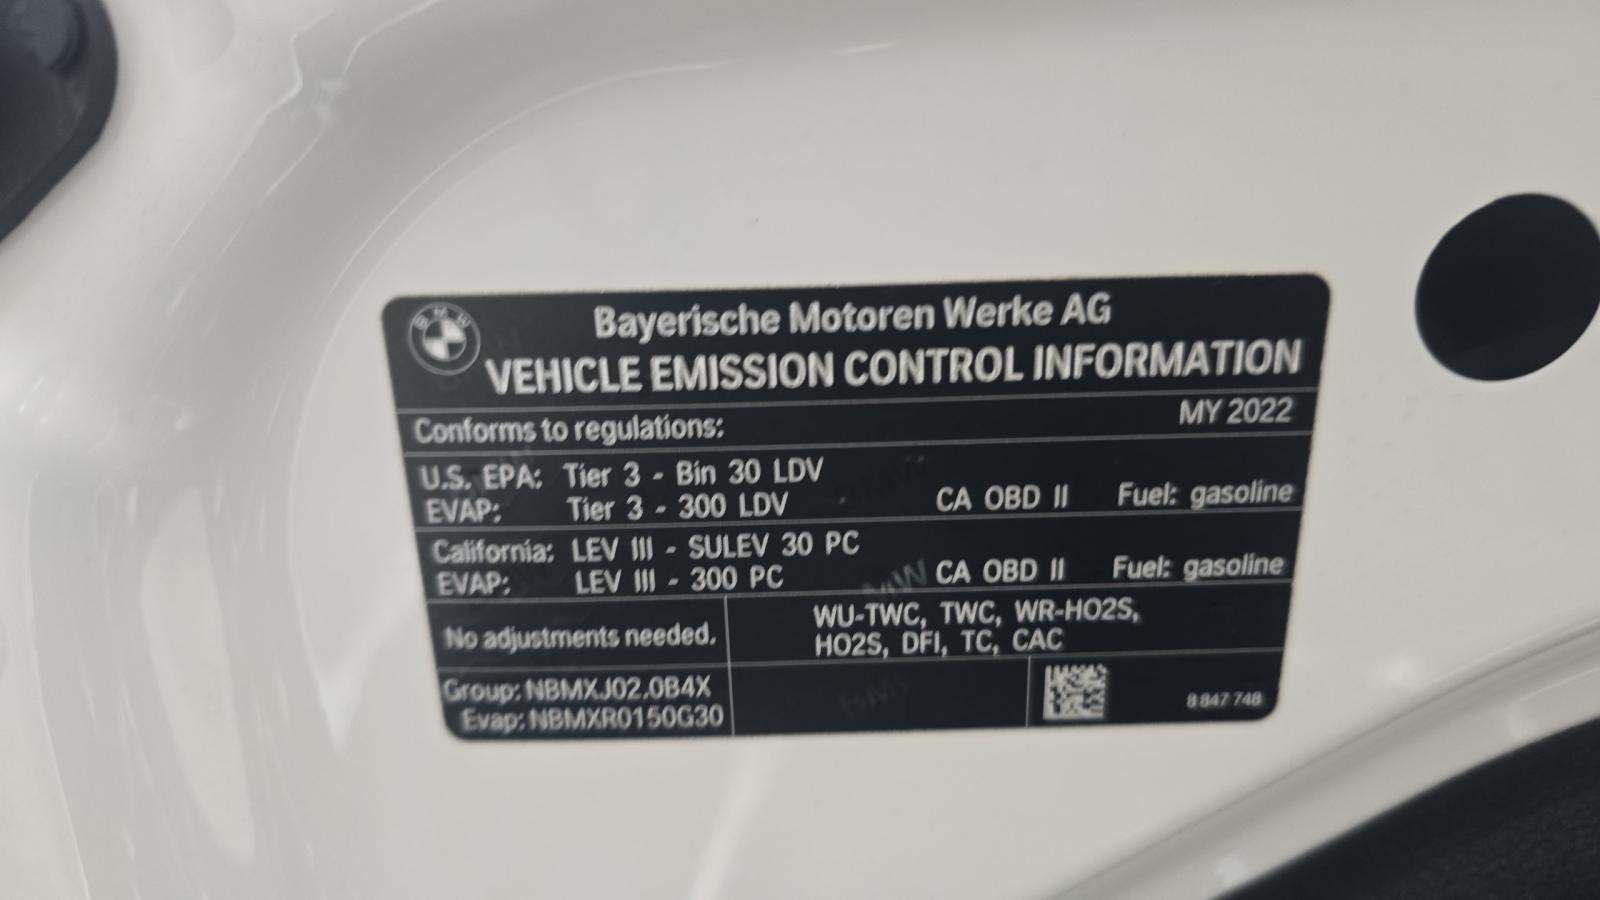 BMW
Bayerische Motoren Werke AG
VEHICLE EMISSION CONTROL INFORMATION
Conforms to regulations: MY 2022
U.S. EPA: Tier 3 - Bin 30 LDV
EVAP: Tier 3 - 300 LDV CA OBD II Fuel: gasoline
California: LEV III - SULEV 30 PC
EVAP: LEV III - 300 PC CA OBD II Fuel: gasoline
No adjustments needed.
WU-TWC, TWC, WR-HO2S,
HO2S, DFI, TC, CAC
Group: NBMXJ02.0B4X
Evap: NBMXR0150G30
8 847 748